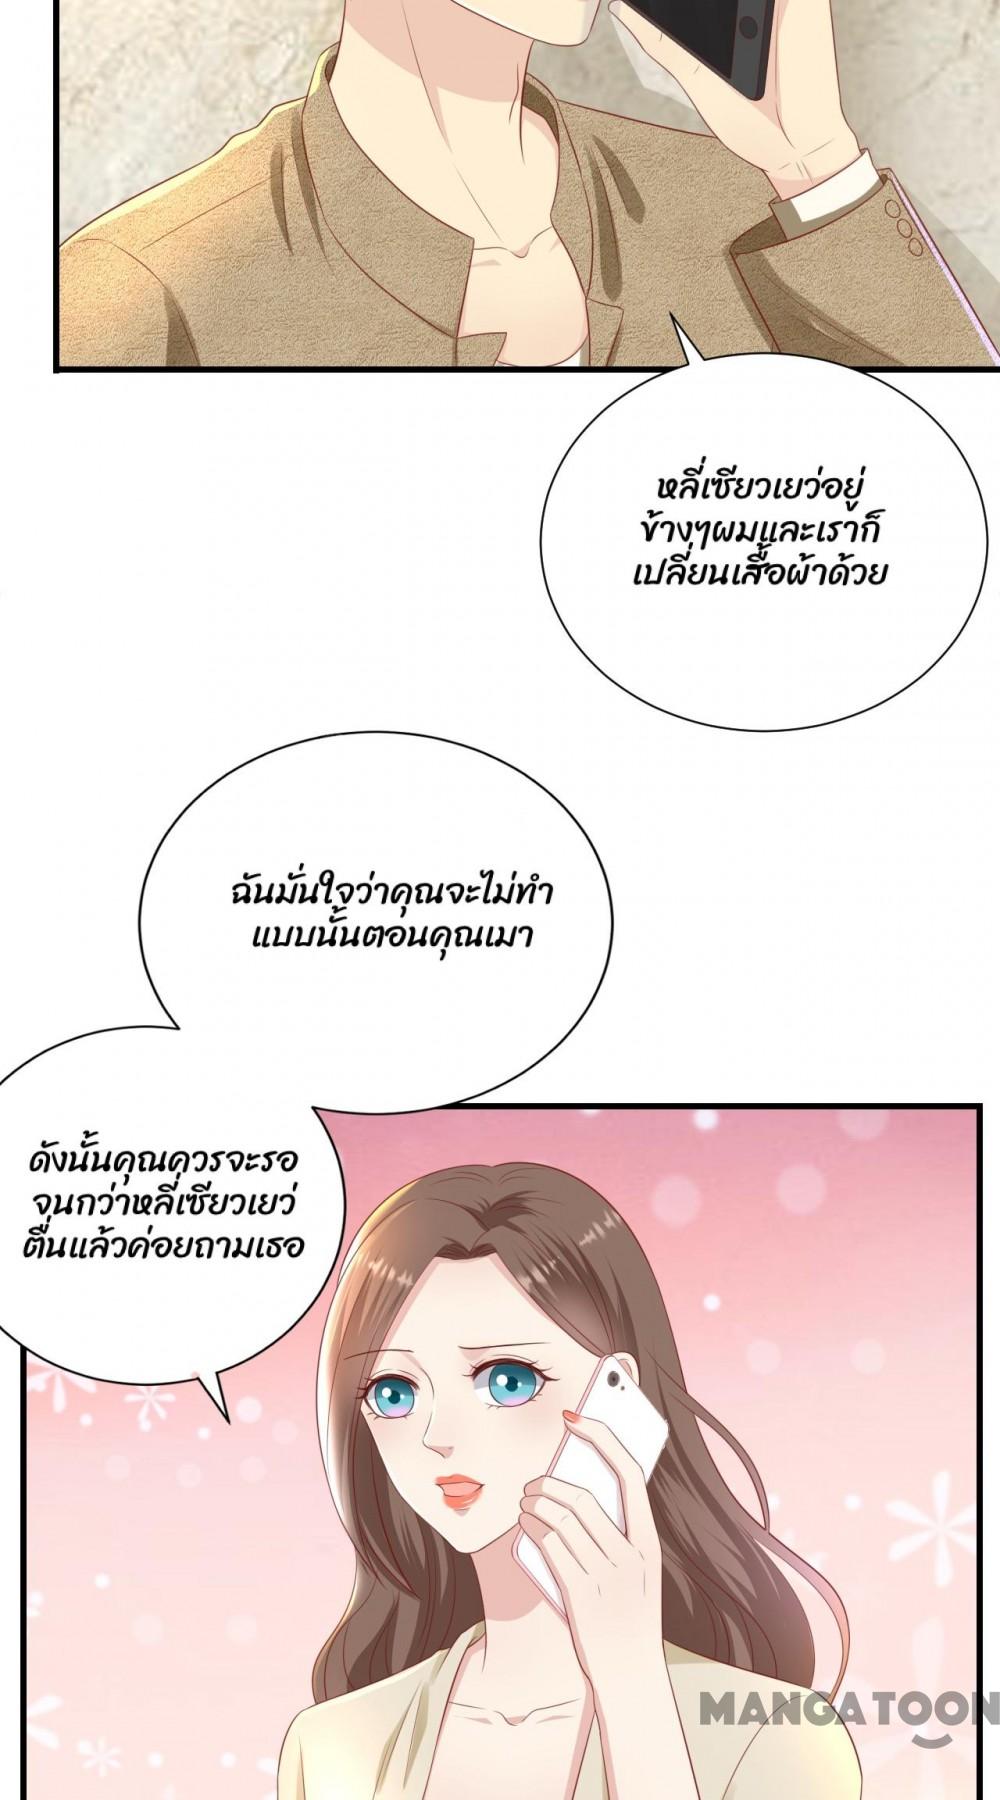 หลี่เซียวเยว่อยู่
ข้างๆผมและเราก็
เปลี่ยนเสื้อผ้าด้วย
ฉันมั่นใจว่าคุณจะไม่ทำ
แบบนั้นตอนคุณเมา
ดังนั้นคุณควรจะรอ
จนกว่าหลี่เซียวเยว่
ตื่นแล้วค่อยถามเธอ
MANGATOON